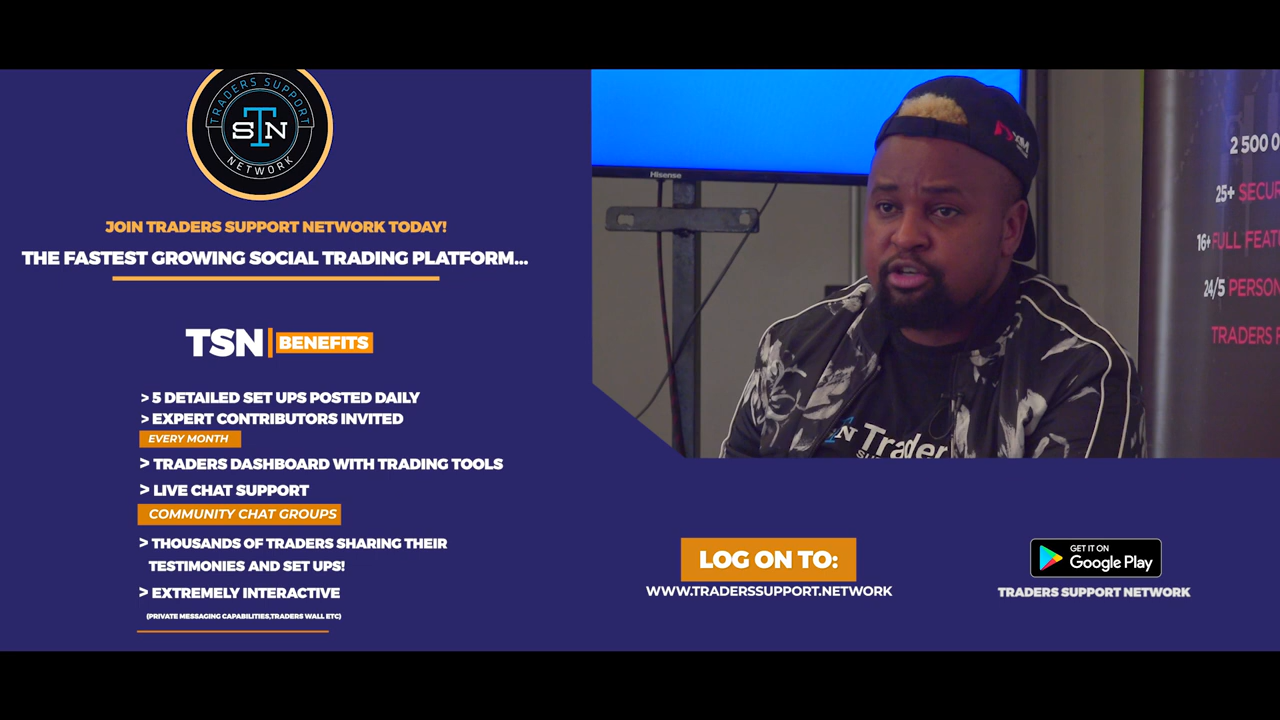 TRADERS SUPPORT
STN
NETWORK
JOIN TRADERS SUPPORT NETWORK TODAY!
THE FASTEST GROWING SOCIAL TRADING PLATFORM...
TSN | BENEFITS
> 5 DETAILED SET UPS POSTED DAILY
> EXPERT CONTRIBUTORS INVITED
EVERY MONTH
> TRADERS DASHBOARD WITH TRADING TOOLS
> LIVE CHAT SUPPORT
COMMUNITY CHAT GROUPS
> THOUSANDS OF TRADERS SHARING THEIR
TESTIMONIES AND SET UPS!
> EXTREMELY INTERACTIVE
(PRIVATE MESSAGING CAPABILITIES,TRADERS WALL ETC)
Hisense
2 500 0
25+ SECUR
16+ FULL FEAT
24/5 PERSON
TRADERS
Trader
LOG ON TO:
WWW.TRADERSSUPPORT.NETWORK
GET IT ON
Google Play
TRADERS SUPPORT NETWORK